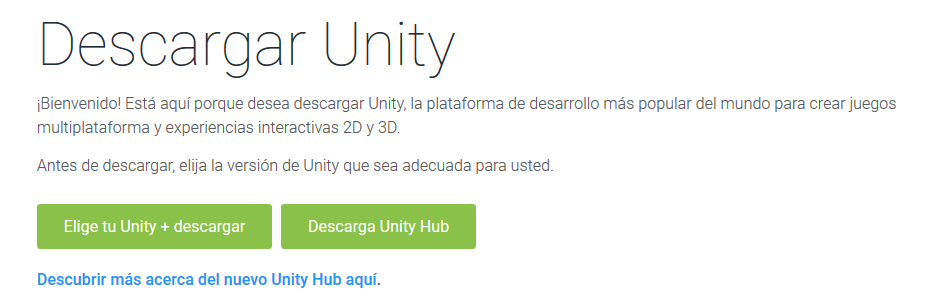 Descargar Unity
¡Bienvenido! Está aquí porque desea descargar Unity, la plataforma de desarrollo más popular del mundo para crear juegos
multiplataforma y experiencias interactivas 2D y 3D.
Antes de descargar, elija la versión de Unity que sea adecuada para usted.
Elige tu Unity + descargar
Descarga Unity Hub
Descubrir más acerca del nuevo Unity Hub aquí.